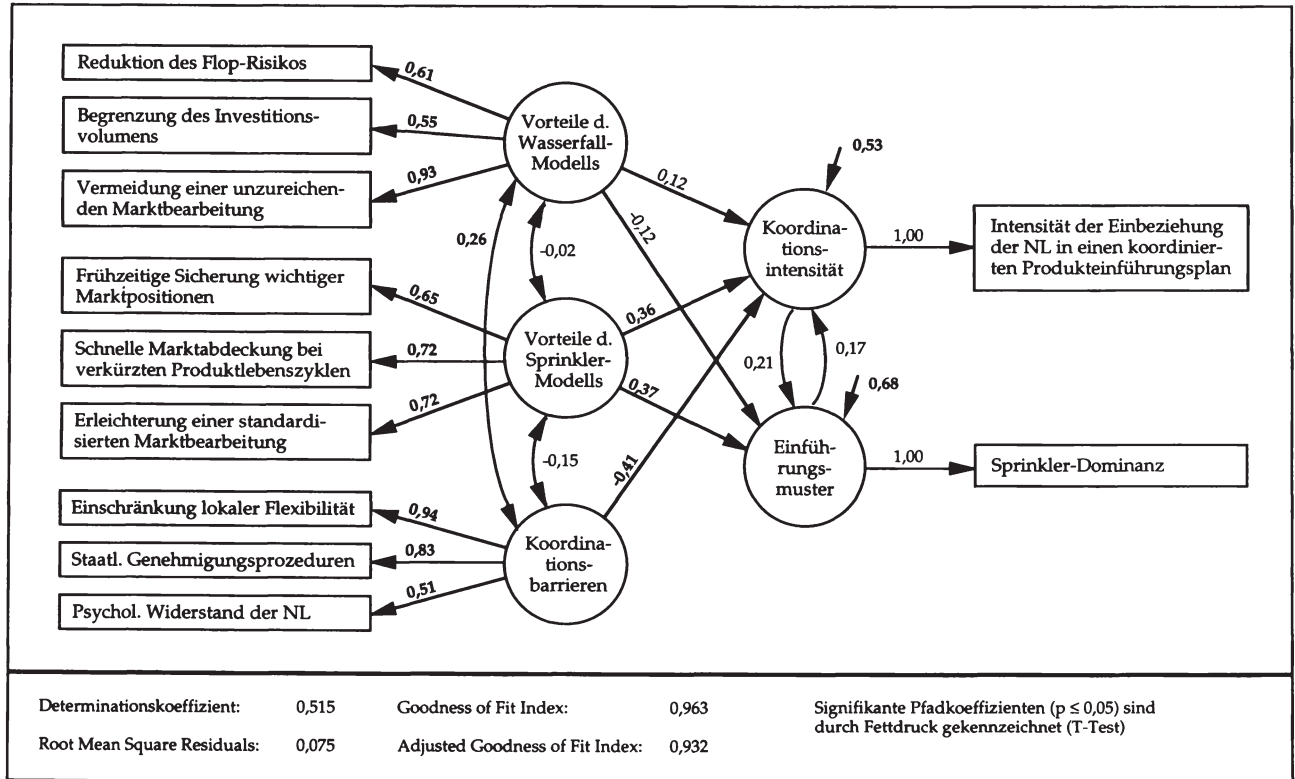 Reduktion des Flop-Risikos
0,61
Begrenzung des Investitions-
volumens
0,55
Vermeidung einer unzureichen-
den Marktbearbeitung
0,93
Vorteile d.
Wasserfall-
Modells
0,12
-0,12
0,26
-0,02
0,53
Koordina-
tions-
intensität
1,00
Intensität der Einbeziehung
der NL in einen koordinier-
ten Produkteinführungsplan
Frühzeitige Sicherung wichtiger
Marktpositionen
0,65
Schnelle Marktabdeckung bei
verkürzten Produktlebenszyklen
0,72
Erleichterung einer standardi-
sierten Marktbearbeitung
0,72
Vorteile d.
Sprinkler-
Modells
0,36
0,37
0,21
0,17
0,68
-0,15
-0,41
Einfüh-
rungs-
muster
1,00
Sprinkler-Dominanz
Einschränkung lokaler Flexibilität
0,94
Staatl. Genehmigungsprozeduren
0,83
Psychol. Widerstand der NL
0,51
Koordina-
tions-
barrieren
Determinationskoeffizient: 0,515 Goodness of Fit Index: 0,963 Signifikante Pfadkoeffizienten (p ≤ 0,05) sind
durch Fettdruck gekennzeichnet (T-Test)
Root Mean Square Residuals: 0,075 Adjusted Goodness of Fit Index: 0,932